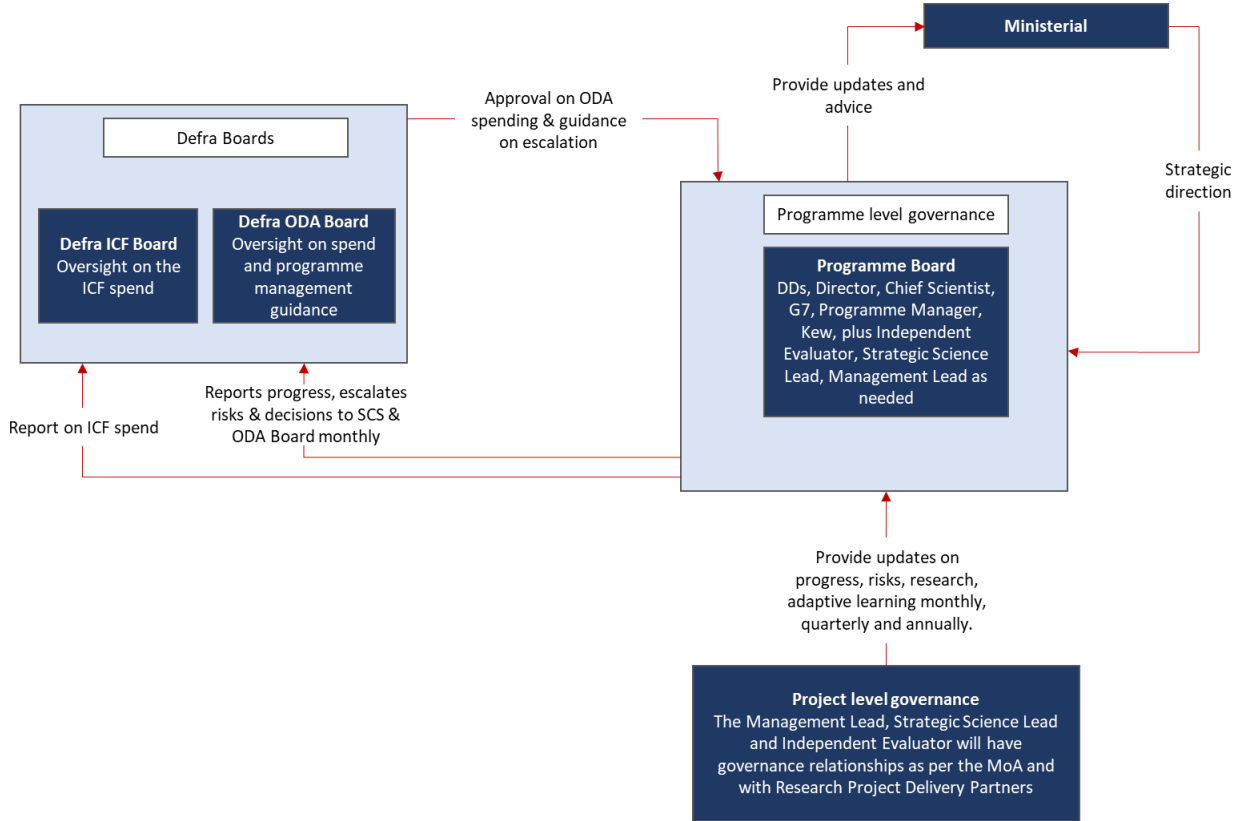 Ministerial
Provide updates and
advice
Approval on ODA
spending & guidance
on escalation
Defra Boards
Strategic
direction
Programme level governance
Defra ICF Board
Oversight on the
ICF spend
Defra ODA Board
Oversight on spend
and programme
management
guidance
Programme Board
DDs, Director, Chief Scientist,
G7, Programme Manager,
Kew, plus Independent
Evaluator, Strategic Science
Lead, Management Lead as
needed
Report on ICF spend
Reports progress, escalates
risks & decisions to SCS &
ODA Board monthly
Provide updates on
progress, risks, research,
adaptive learning monthly,
quarterly and annually.
Project level governance
The Management Lead, Strategic Science Lead
and Independent Evaluator will have
governance relationships as per the MoA and
with Research Project Delivery Partners